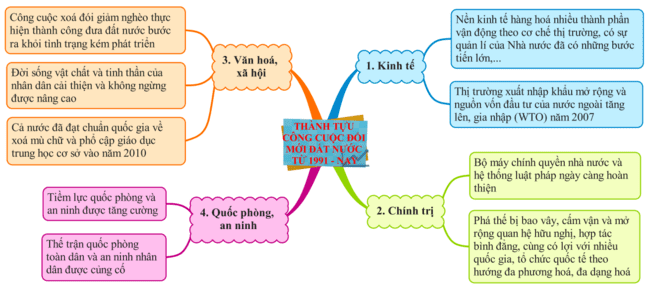 THÀNH TỰU
CÔNG CUỘC ĐỔI
MỚI ĐẤT NƯỚC
TỪ 1991 - NAY
1. Kinh tế
Nền kinh tế hàng hoá nhiều thành phần
vận động theo cơ chế thị trường, có sự
quản lí của Nhà nước đã có những bước
tiến lớn,...
Thị trường xuất nhập khẩu mở rộng và
nguồn vốn đầu tư của nước ngoài tăng
lên, gia nhập (WTO) năm 2007
2. Chính trị
Bộ máy chính quyền nhà nước và
hệ thống luật pháp ngày càng hoàn
thiện
Phá thế bị bao vây, cấm vận và mở
rộng quan hệ hữu nghị, hợp tác
bình đẳng, cùng có lợi với nhiều
quốc gia, tổ chức quốc tế theo
hướng đa phương hoá, đa dạng hoá
3. Văn hoá,
xã hội
Công cuộc xoá đói giảm nghèo thực
hiện thành công đưa đất nước bước
ra khỏi tình trạng kém phát triển
Đời sống vật chất và tinh thần của
nhân dân cải thiện và không ngừng
được nâng cao
Cả nước đã đạt chuẩn quốc gia về
xoá mù chữ và phổ cập giáo dục
trung học cơ sở vào năm 2010
4. Quốc phòng,
an ninh
Tiềm lực quốc phòng và
an ninh được tăng cường
Thế trận quốc phòng
toàn dân và an ninh nhân
dân được củng cố